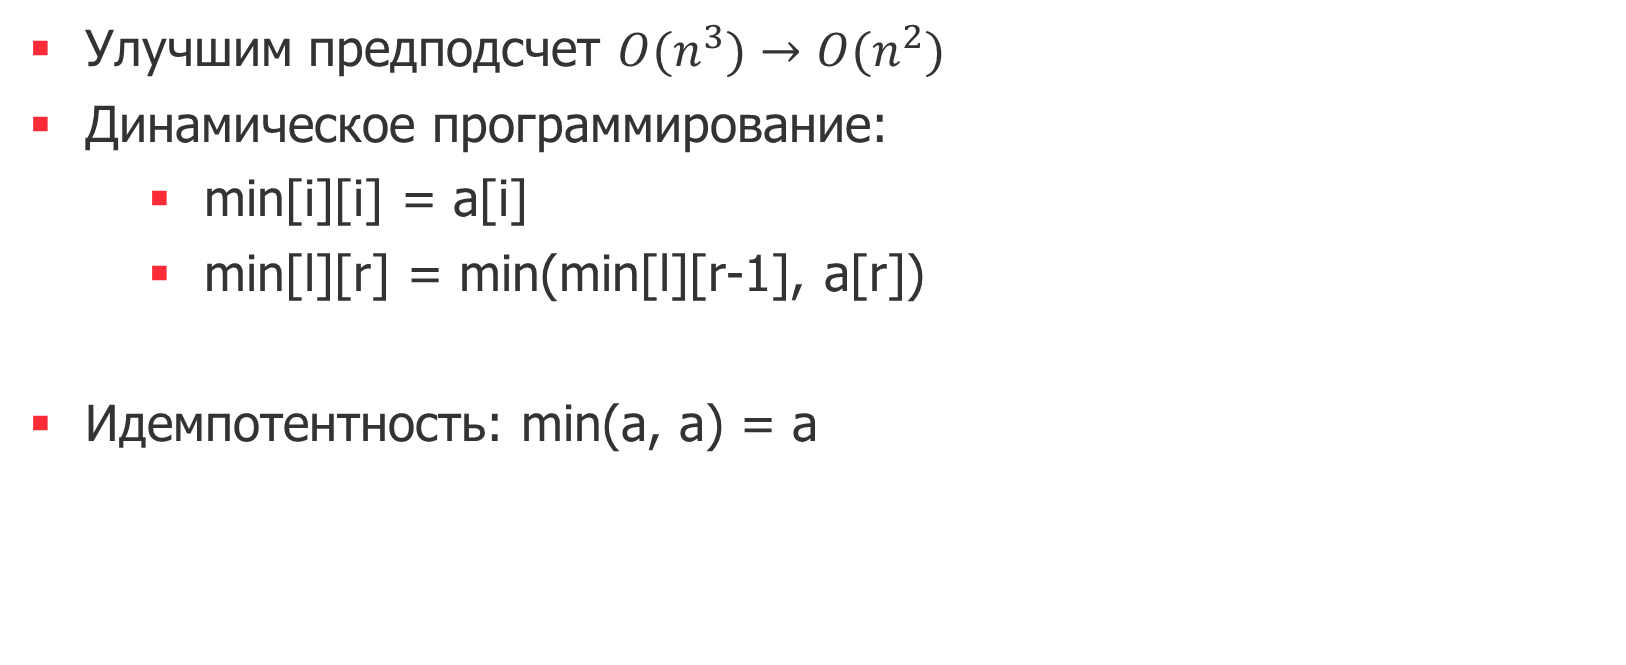 ▪ Улучшим предподсчет 𝑂(𝑛³) → 𝑂(𝑛²)
▪ Динамическое программирование:
▪ min[i][i] = a[i]
▪ min[l][r] = min(min[l][r-1], a[r])
▪ Идемпотентность: min(a, a) = a